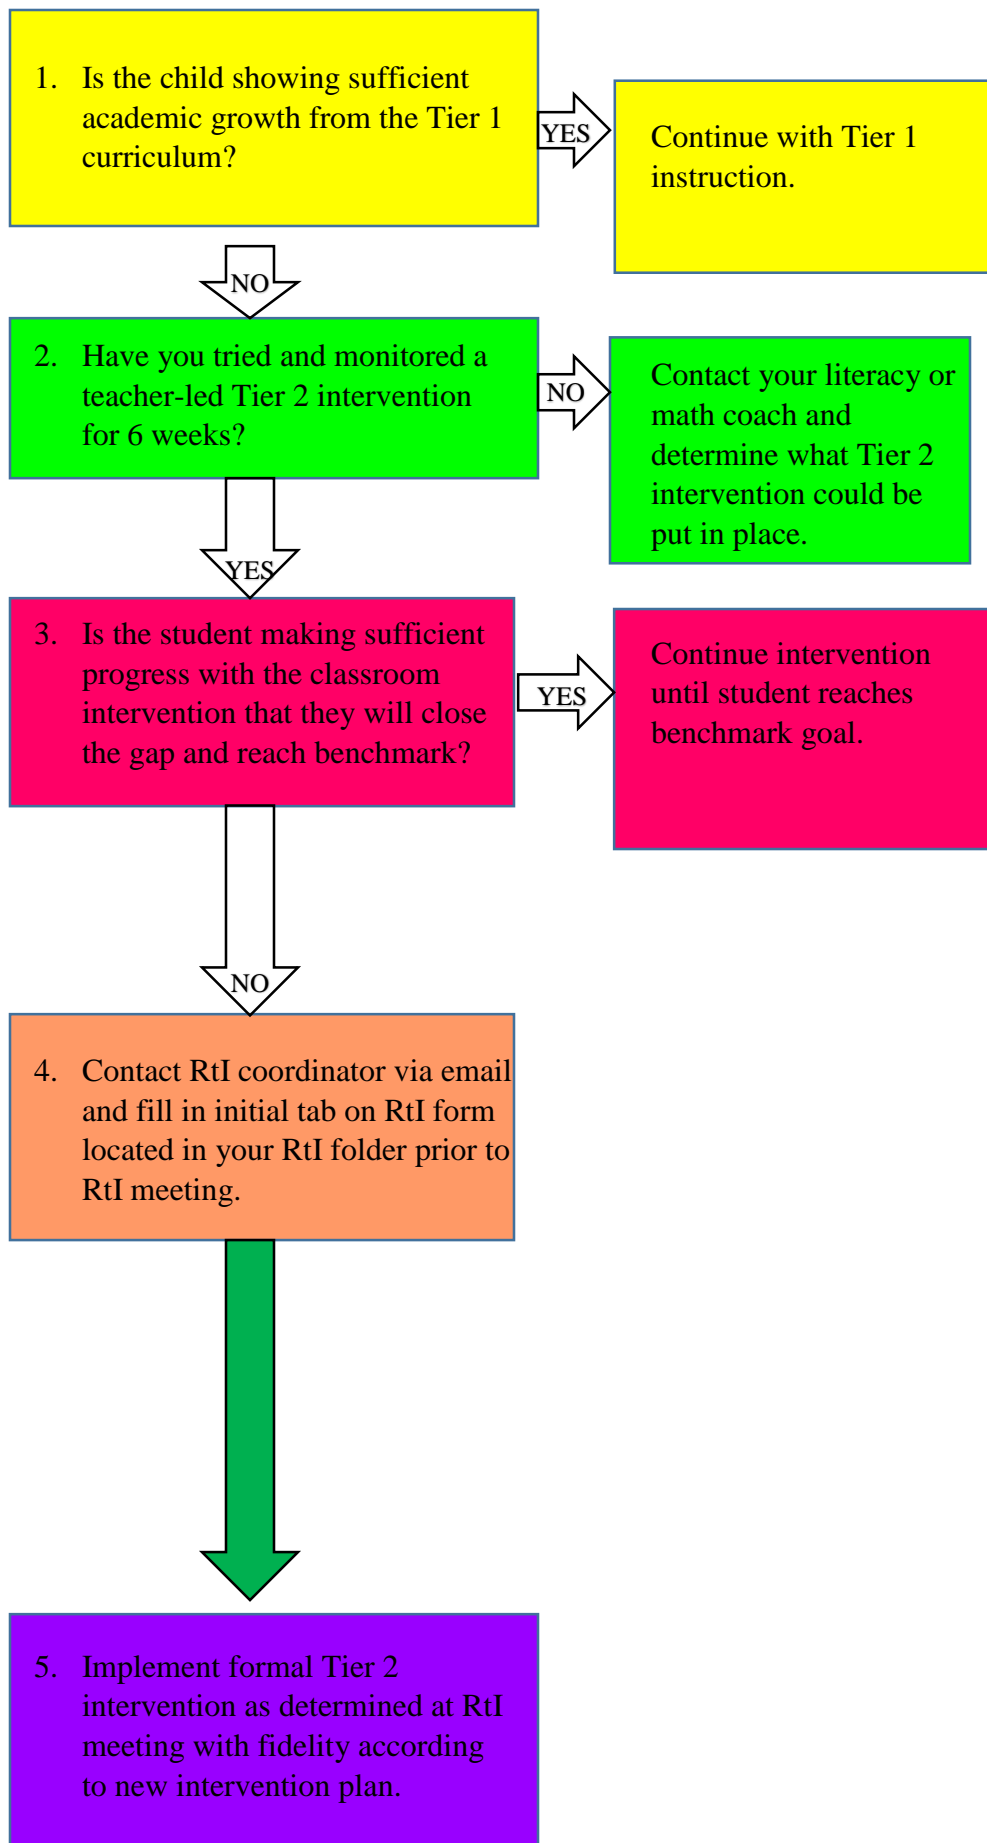 1. Is the child showing sufficient
academic growth from the Tier 1
curriculum?
YES
Continue with Tier 1
instruction.
NO
2. Have you tried and monitored a
teacher-led Tier 2 intervention
for 6 weeks?
NO
Contact your literacy or
math coach and
determine what Tier 2
intervention could be
put in place.
YES
3. Is the student making sufficient
progress with the classroom
intervention that they will close
the gap and reach benchmark?
YES
Continue intervention
until student reaches
benchmark goal.
NO
4. Contact RtI coordinator via email
and fill in initial tab on RtI form
located in your RtI folder prior to
RtI meeting.
5. Implement formal Tier 2
intervention as determined at RtI
meeting with fidelity according
to new intervention plan.